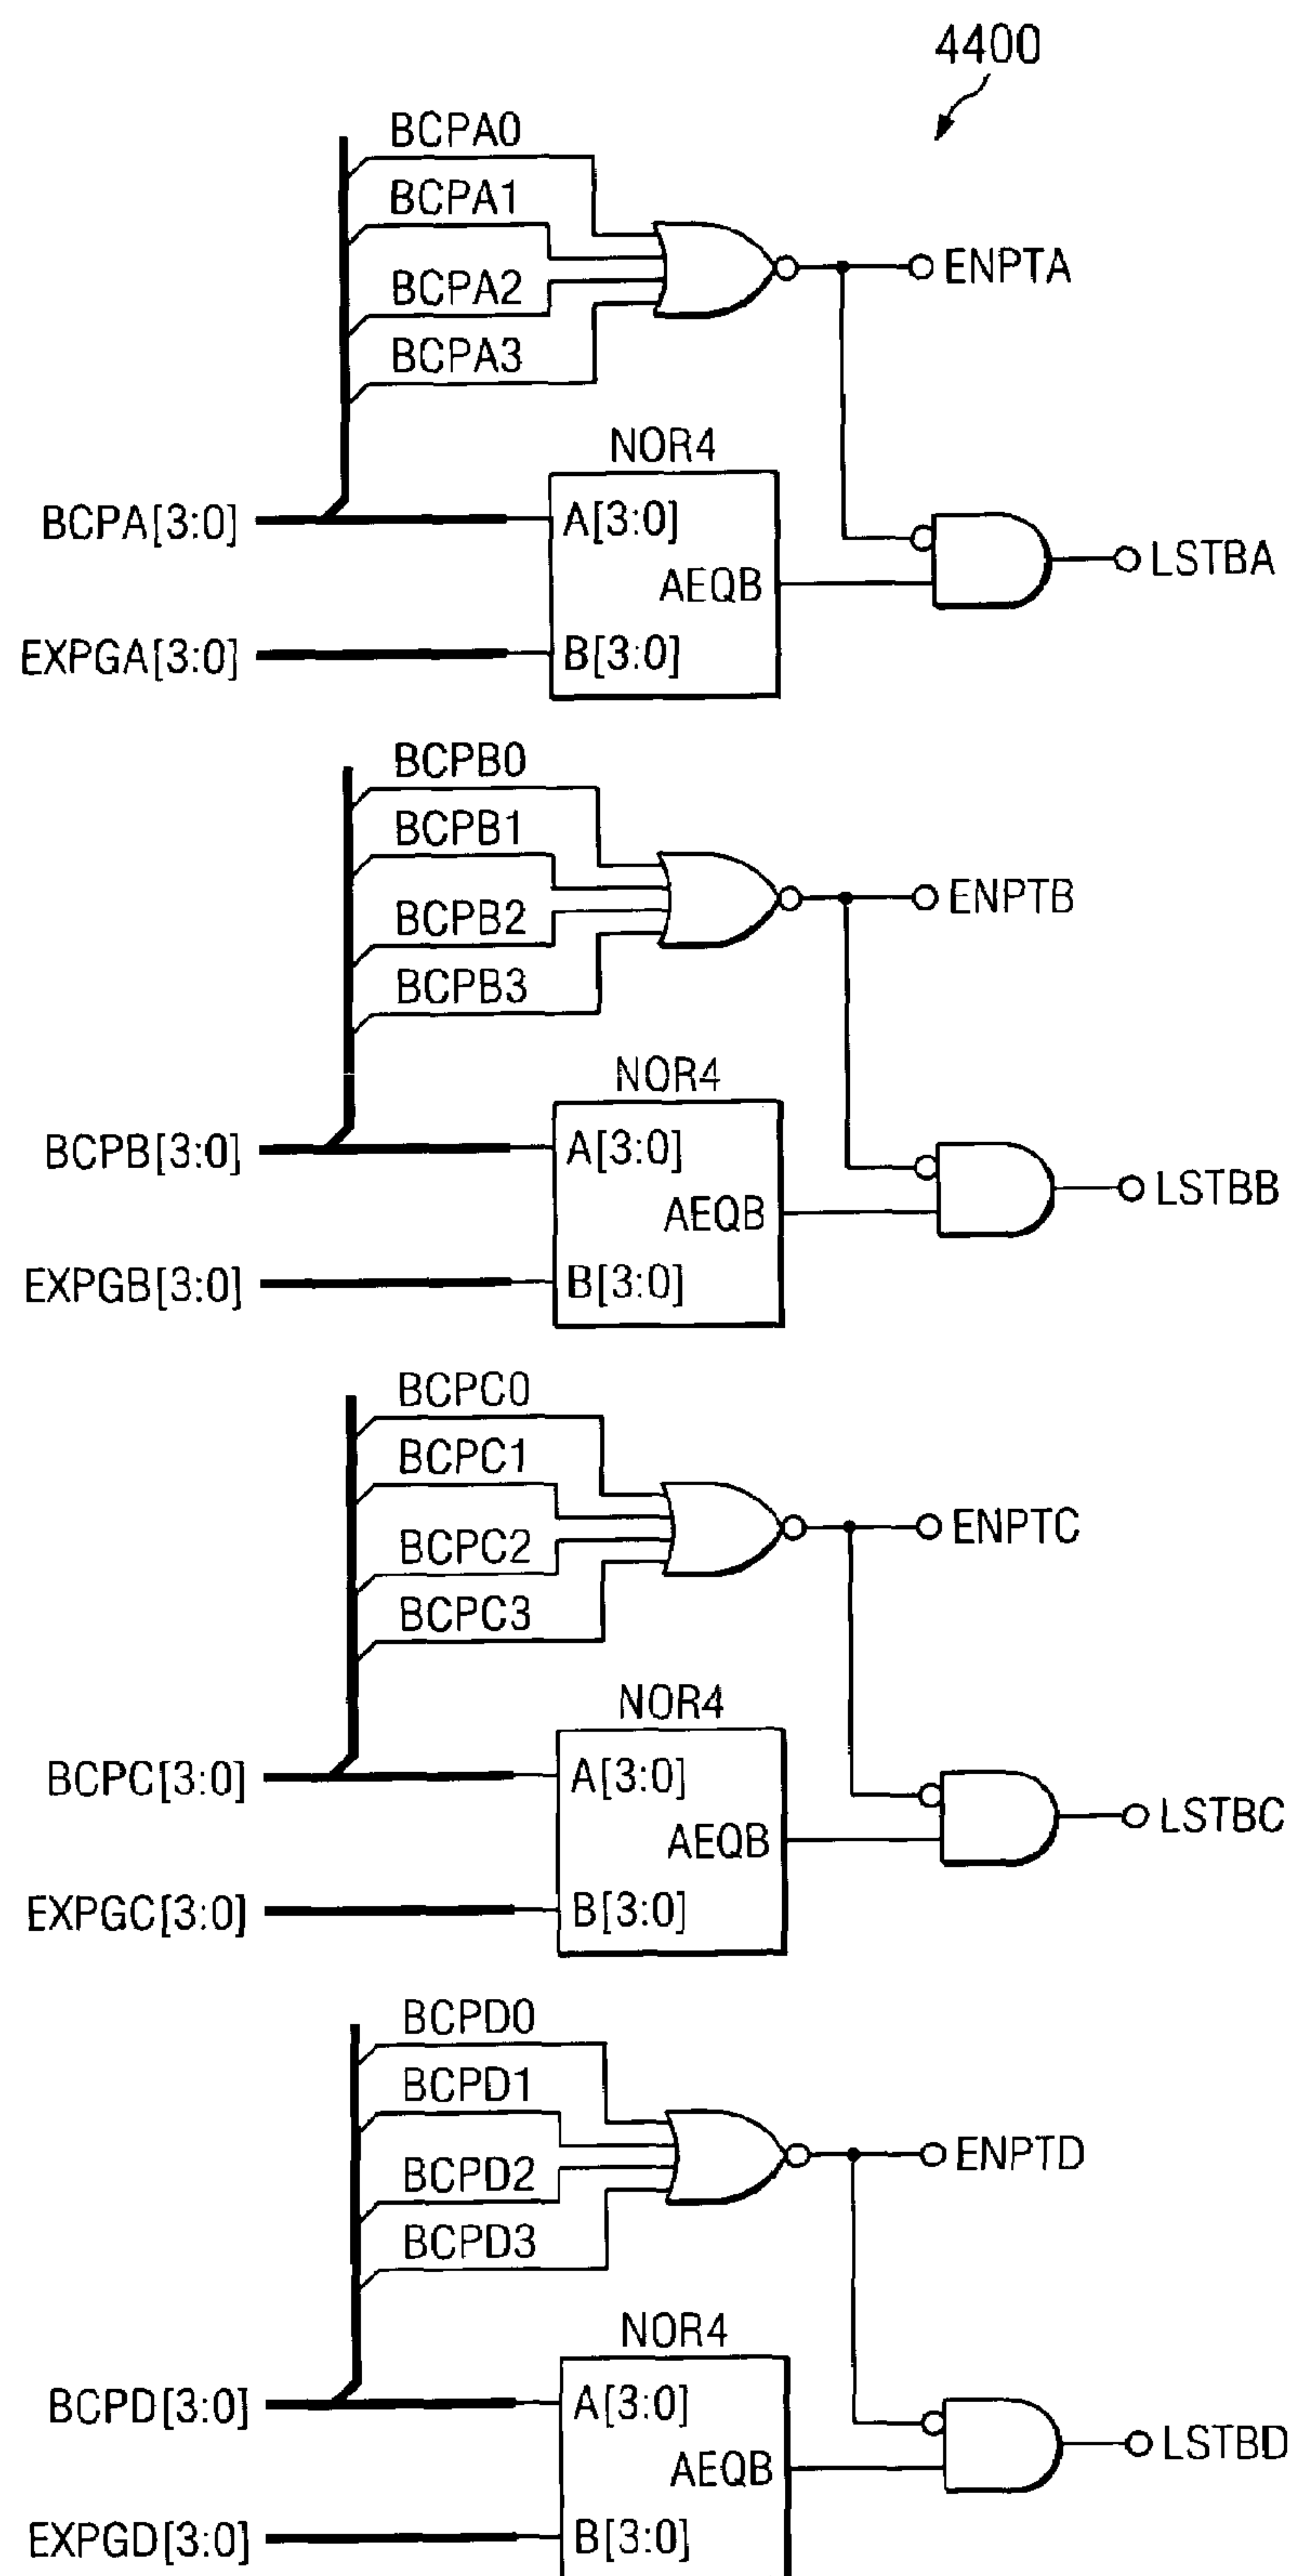 4400
BCPA0
BCPA1
BCPA2
BCPA3
ENPTA
NOR4
BCPA[3:0]
A[3:0]
AEQB
LSTBA
EXPGA[3:0]
B[3:0]
BCPB0
BCPB1
BCPB2
BCPB3
ENPTB
NOR4
BCPB[3:0]
A[3:0]
AEQB
LSTBB
EXPGB[3:0]
B[3:0]
BCPC0
BCPC1
BCPC2
BCPC3
ENPTC
NOR4
BCPC[3:0]
A[3:0]
AEQB
LSTBC
EXPGC[3:0]
B[3:0]
BCPD0
BCPD1
BCPD2
BCPD3
ENPTD
NOR4
BCPD[3:0]
A[3:0]
AEQB
LSTBD
EXPGD[3:0]
B[3:0]